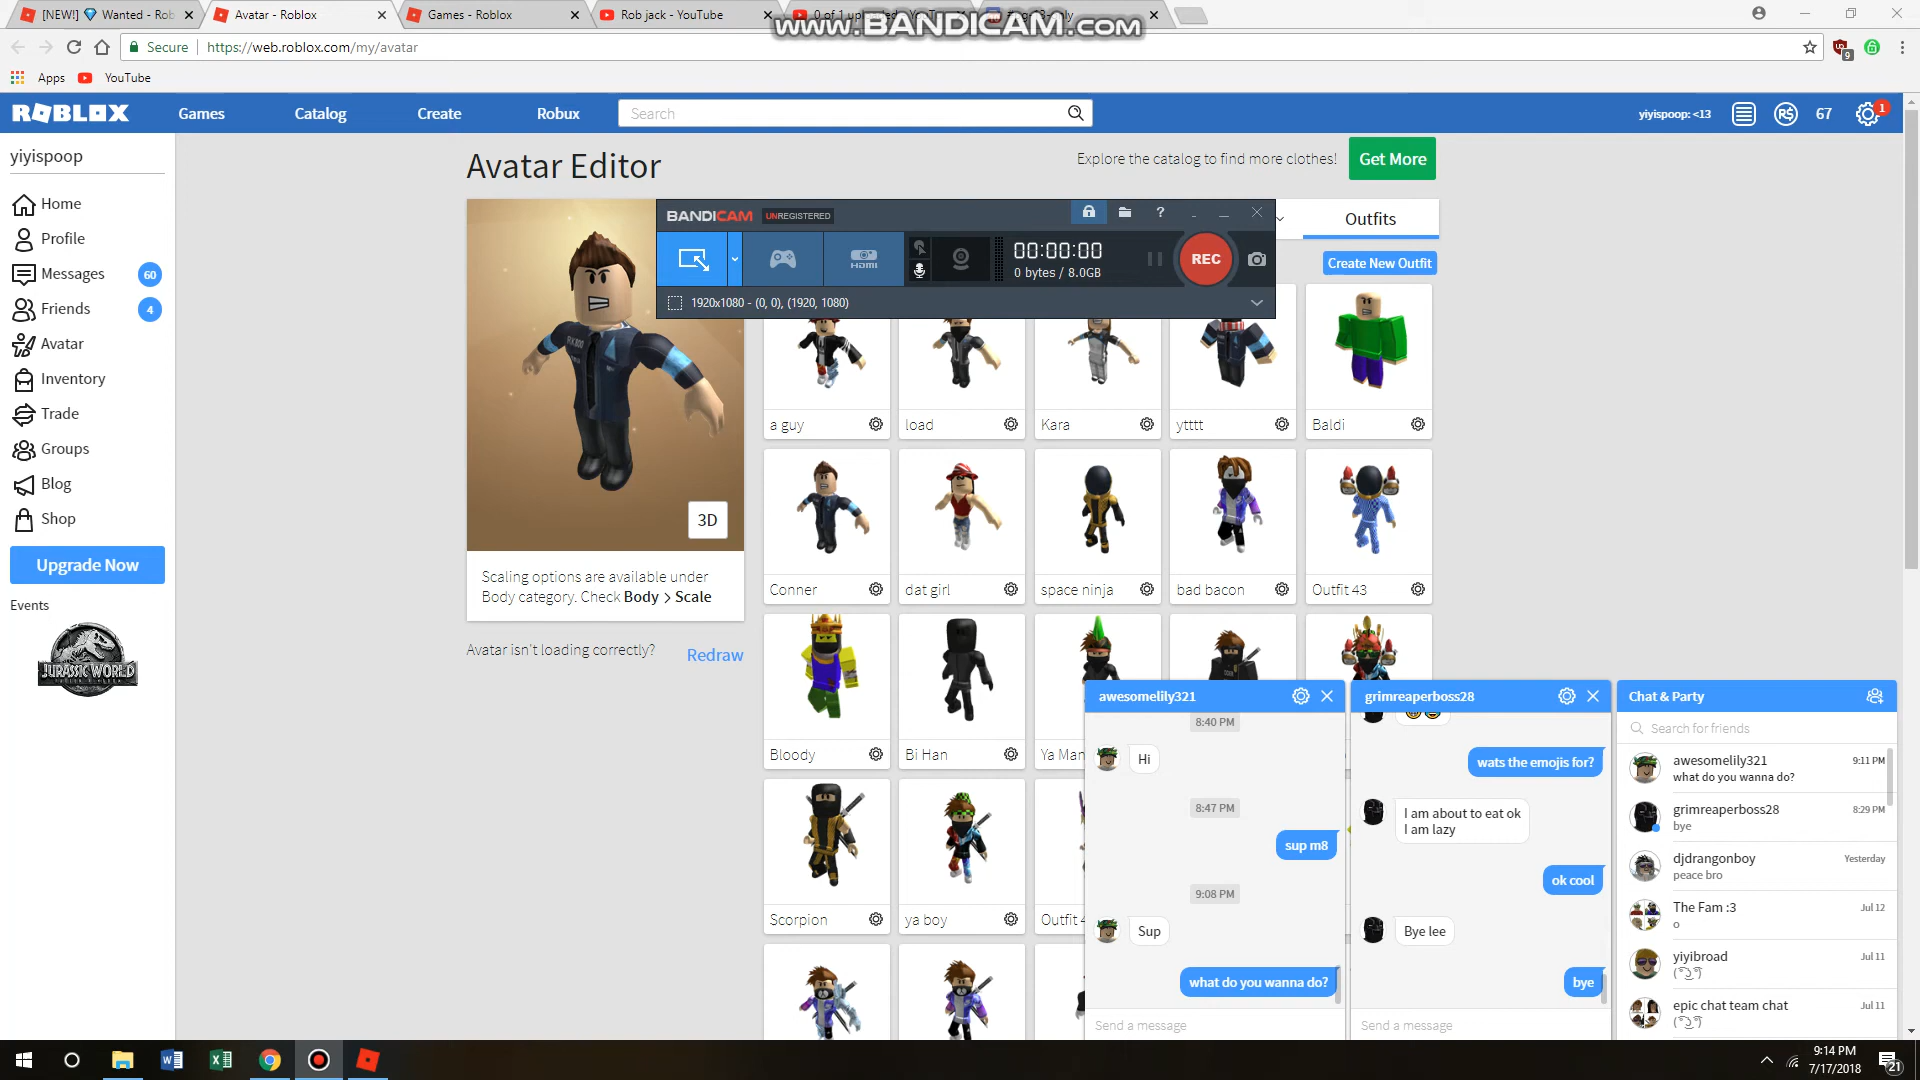 [NEW!] 💎 Wanted - Rob
Avatar - Roblox
Games - Roblox
Rob jack - YouTube
www.BANDICAM.com
Secure
https://web.roblox.com/my/avatar
9
Apps
YouTube
ROBLOX
Games
Catalog
Create
Robux
Search
yiyispoop: <13
R$
67
1
yiyispoop
Home
Profile
Messages
60
Friends
4
Avatar
Inventory
Trade
Groups
Blog
Shop
Upgrade Now
Events
JURASSIC WORLD
Avatar Editor
Explore the catalog to find more clothes!
Get More
Outfits
Create New Outfit
BANDICAM
UNREGISTERED
?
HDMI
00:00:00
0 bytes / 8.0GB
REC
1920x1080 - (0, 0), (1920, 1080)
RK800
3D
Scaling options are available under
Body category. Check Body > Scale
Avatar isn't loading correctly?
Redraw
a guy
load
Kara
ytttt
Baldi
Conner
dat girl
space ninja
bad bacon
Outfit 43
Bloody
Bi Han
Ya Man
Scorpion
ya boy
Outfit 4
awesomelily321
8:40 PM
Hi
8:47 PM
sup m8
9:08 PM
Sup
what do you wanna do?
Send a message
grimreaperboss28
wats the emojis for?
I am about to eat ok
I am lazy
ok cool
Bye lee
bye
Send a message
Chat & Party
Search for friends
awesomelily321
9:11 PM
what do you wanna do?
grimreaperboss28
8:29 PM
bye
djdrangonboy
Yesterday
peace bro
The Fam :3
Jul 12
o
yiyibroad
Jul 11
( ͡° ͜ʖ ͡°)
epic chat team chat
Jul 11
( ͡° ͜ʖ ͡°)
9:14 PM
7/17/2018
21